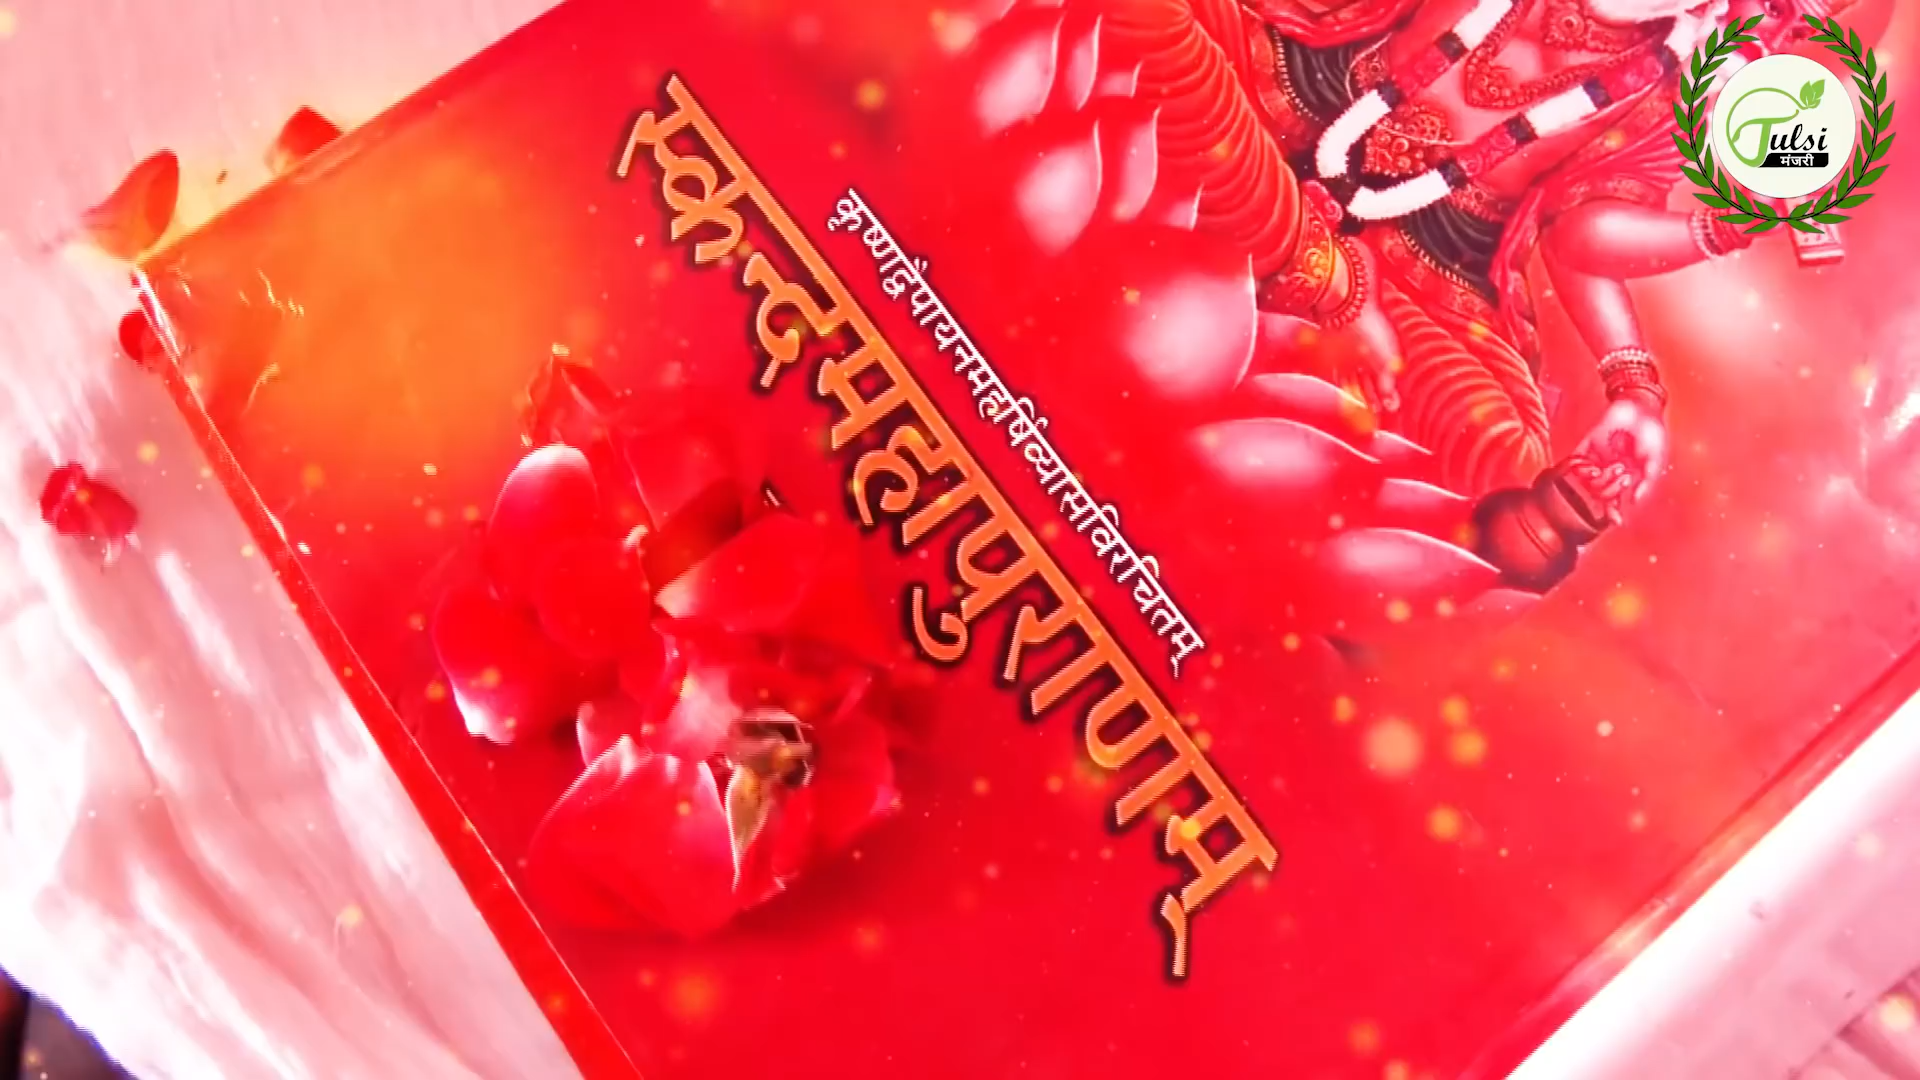 कृष्णद्वैपायनमहर्षिव्यासविरचितम्
स्कन्दमहापुराणम्
Tulsi
मंजरी